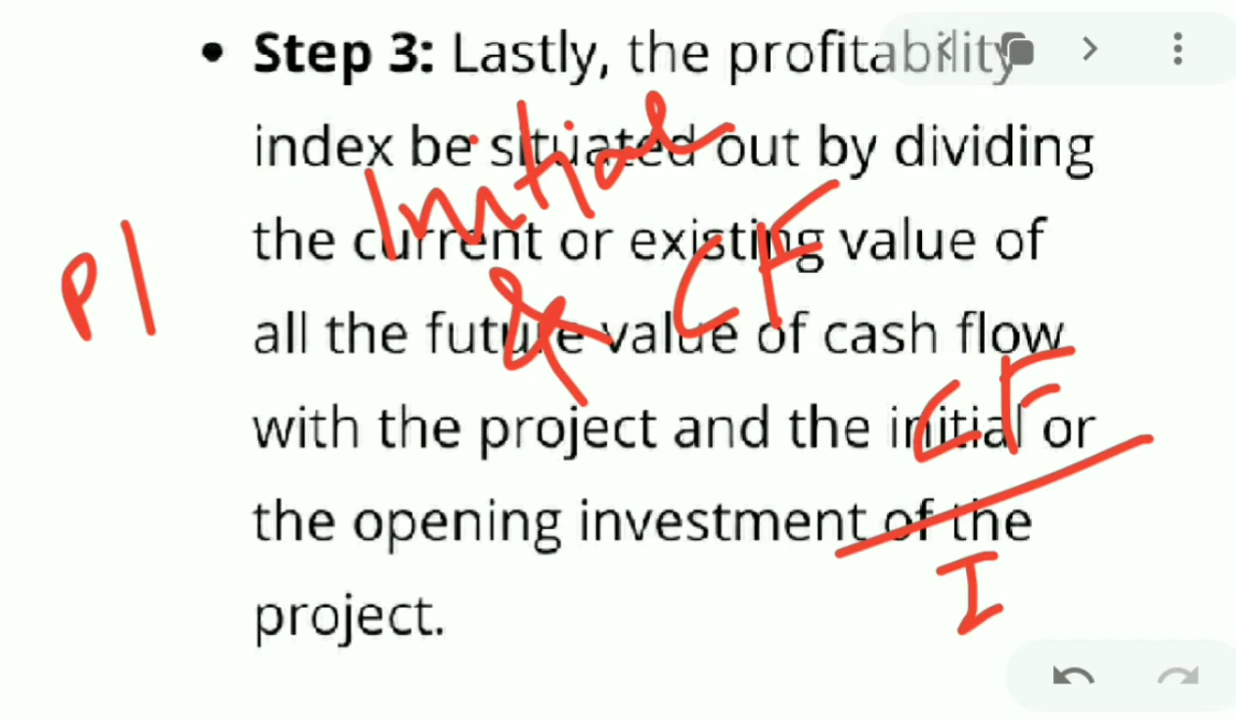 • Step 3: Lastly, the profitability
index be situated out by dividing
the current or existing value of
all the future value of cash flow
with the project and the initial or
the opening investment of the
project.
PI
Initial
& CF
CF
I